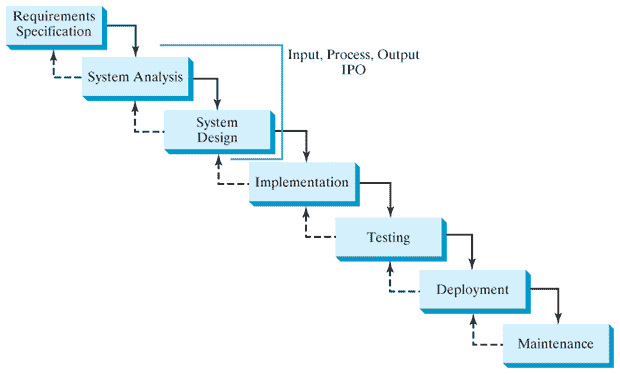 Requirements
Specification
Input, Process, Output
IPO
System Analysis
System
Design
Implementation
Testing
Deployment
Maintenance